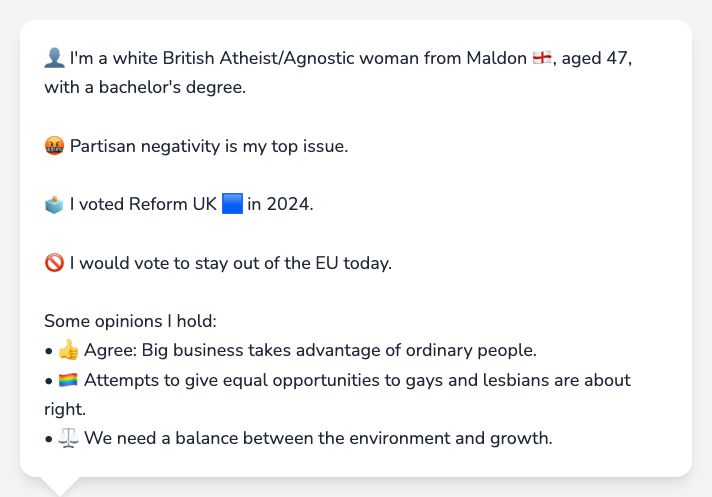 👤 I'm a white British Atheist/Agnostic woman from Maldon 🏴󠁧󠁢󠁥󠁮󠁧󠁿, aged 47,
with a bachelor's degree.
🤬 Partisan negativity is my top issue.
🗳️ I voted Reform UK 🟦 in 2024.
🚫 I would vote to stay out of the EU today.
Some opinions I hold:
• 👍 Agree: Big business takes advantage of ordinary people.
• 🏳️‍🌈 Attempts to give equal opportunities to gays and lesbians are about
right.
• ⚖️ We need a balance between the environment and growth.